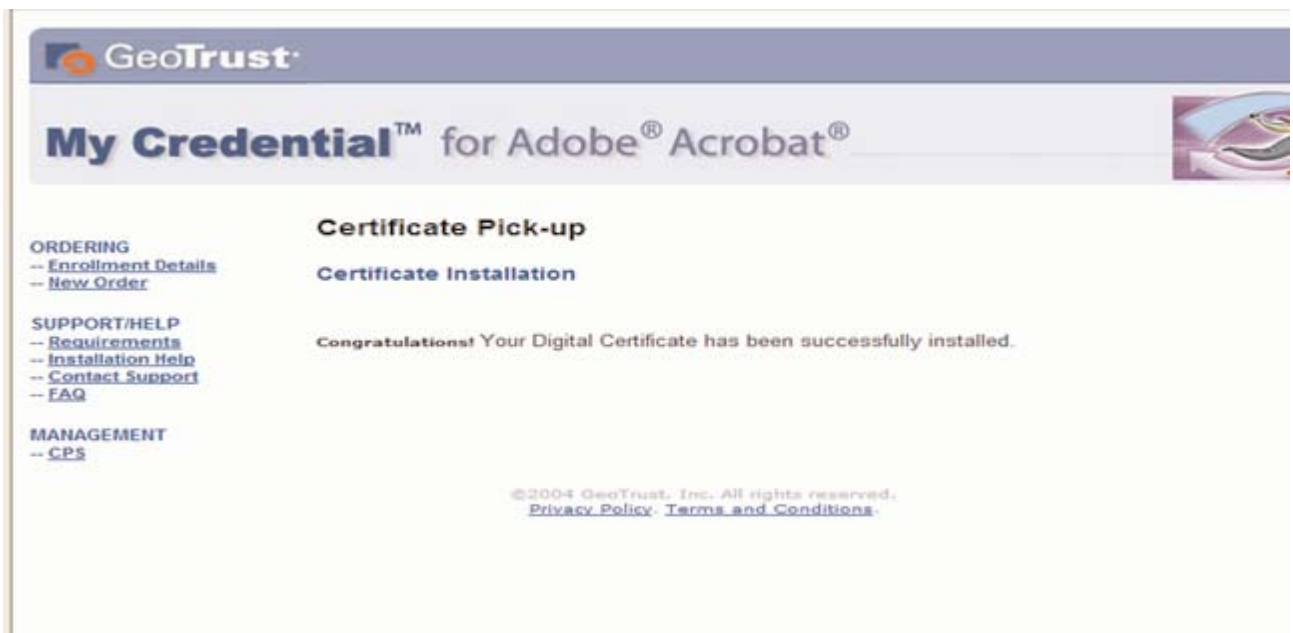 GeoTrust
My Credential™ for Adobe® Acrobat®
ORDERING
-- Enrollment Details
-- New Order
SUPPORT/HELP
-- Requirements
-- Installation Help
-- Contact Support
-- FAQ
MANAGEMENT
-- CPS
Certificate Pick-up
Certificate Installation
Congratulations! Your Digital Certificate has been successfully installed.
©2004 GeoTrust, Inc. All rights reserved.
Privacy Policy. Terms and Conditions.